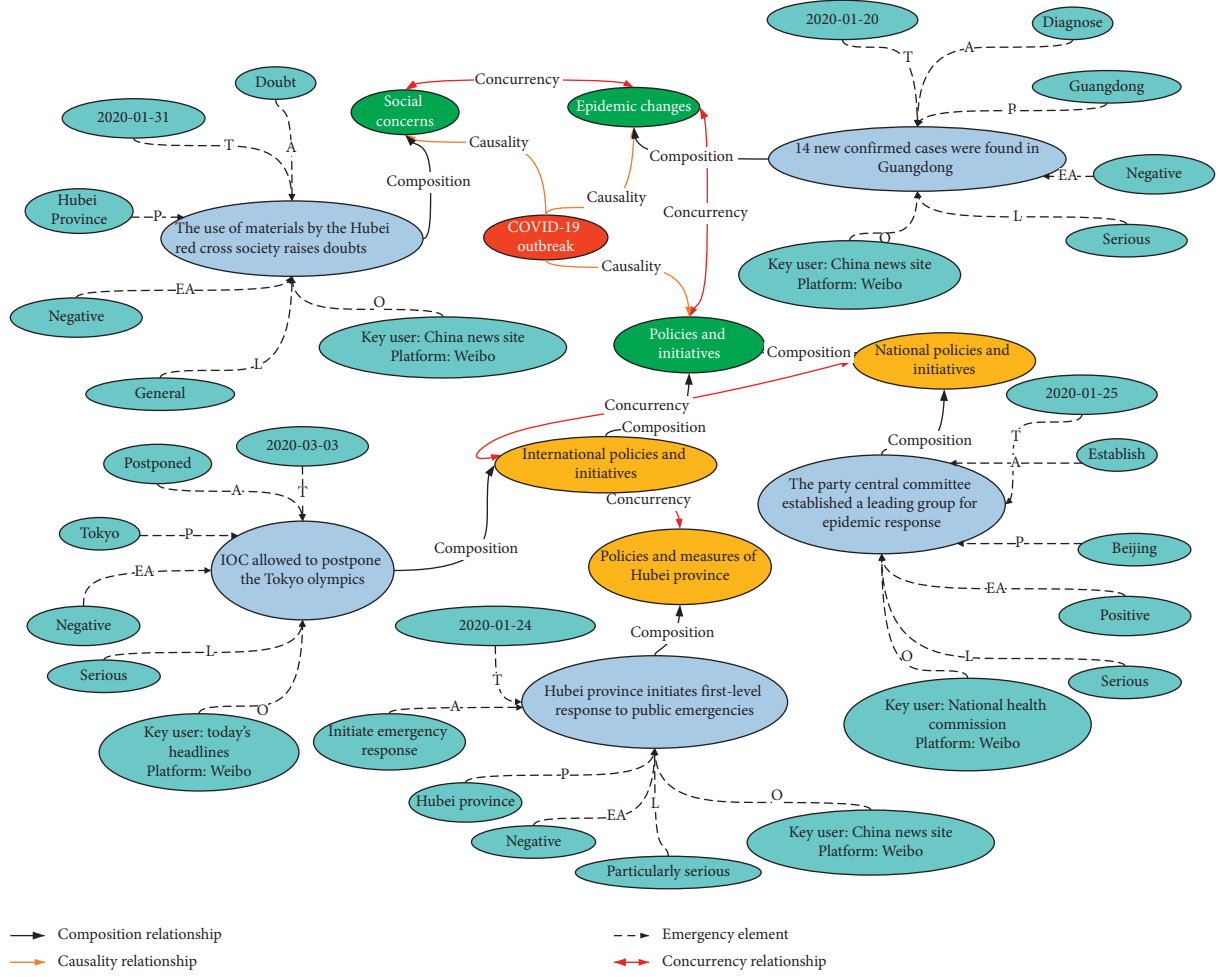 2020-01-20
Diagnose
A
T
Concurrency
Doubt
Social
concerns
Epidemic changes
Guangdong
P
2020-01-31
T
A
Causality
Composition
14 new confirmed cases were found in
Guangdong
EA
Negative
Composition
Causality
Hubei
Province
P
Concurrency
L
The use of materials by the Hubei
red cross society raises doubts
COVID-19
outbreak
O
Serious
Causality
Key user: China news site
Platform: Weibo
EA
Negative
O
Key user: China news site
Platform: Weibo
Policies and
initiatives
Composition
National policies and
initiatives
L
General
2020-01-25
Concurrency
Composition
T
Composition
2020-03-03
Postponed
International policies and
initiatives
A
Establish
A
T
The party central committee
established a leading group for
epidemic response
Concurrency
Tokyo
P
Composition
P
Beijing
IOC allowed to postpone
the Tokyo olympics
Policies and measures of
Hubei province
EA
EA
Negative
2020-01-24
Composition
Positive
L
Serious
O
L
T
Serious
Hubei province initiates first-level
response to public emergencies
O
A
Key user: National health
commission
Platform: Weibo
Key user: today's
headlines
Platform: Weibo
Initiate emergency
response
P
Hubei province
L
O
EA
Negative
Key user: China news site
Platform: Weibo
Particularly serious
Composition relationship
Emergency element
Causality relationship
Concurrency relationship